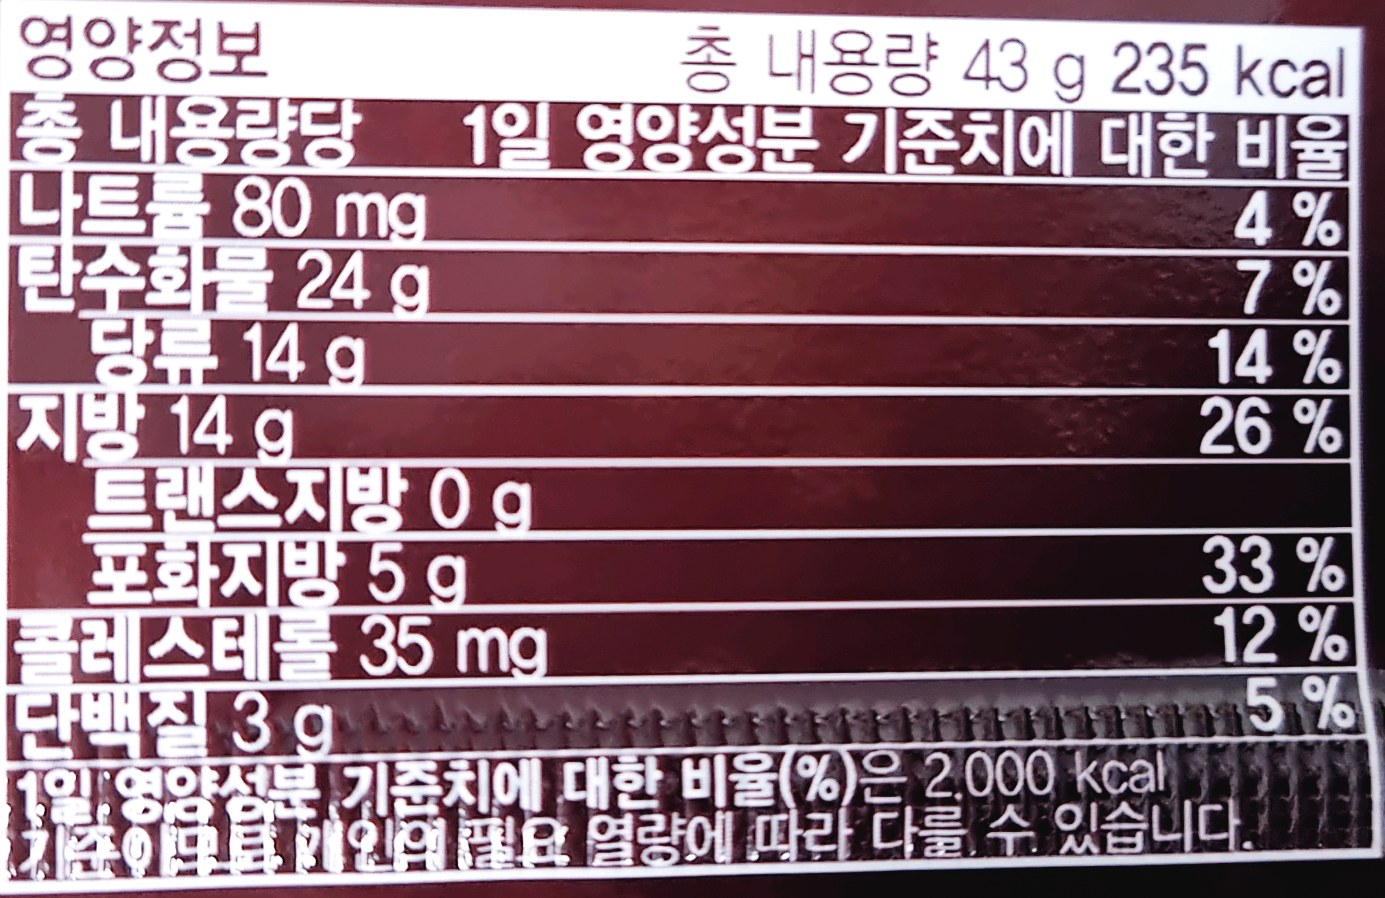 영양정보 총 내용량 43 g 235 kcal
총 내용량당 1일 영양성분 기준치에 대한 비율
나트륨 80 mg 4 %
탄수화물 24 g 7 %
당류 14 g 14 %
지방 14 g 26 %
트랜스지방 0 g
포화지방 5 g 33 %
콜레스테롤 35 mg 12 %
단백질 3 g 5 %
1일 영양성분 기준치에 대한 비율(%)은 2,000 kcal
기준이므로 개인의 필요 열량에 따라 다를 수 있습니다.